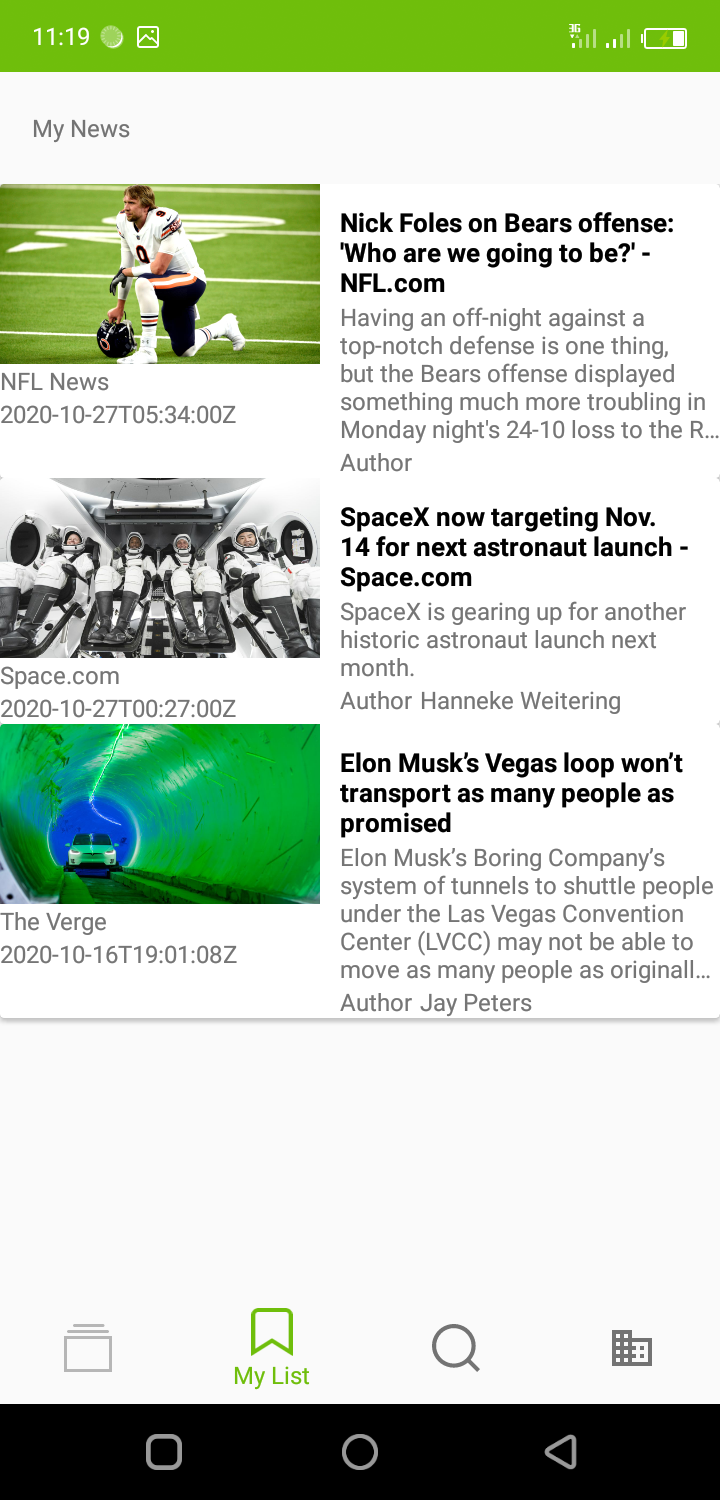 11:19
3G
My News
Nick Foles on Bears offense:
'Who are we going to be?' -
NFL.com
Having an off-night against a
top-notch defense is one thing,
but the Bears offense displayed
something much more troubling in
Monday night's 24-10 loss to the R...
Author
NFL News
2020-10-27T05:34:00Z
SpaceX now targeting Nov.
14 for next astronaut launch -
Space.com
SpaceX is gearing up for another
historic astronaut launch next
month.
Author Hanneke Weitering
Space.com
2020-10-27T00:27:00Z
Elon Musk’s Vegas loop won’t
transport as many people as
promised
Elon Musk’s Boring Company’s
system of tunnels to shuttle people
under the Las Vegas Convention
Center (LVCC) may not be able to
move as many people as originall...
Author Jay Peters
The Verge
2020-10-16T19:01:08Z
My List